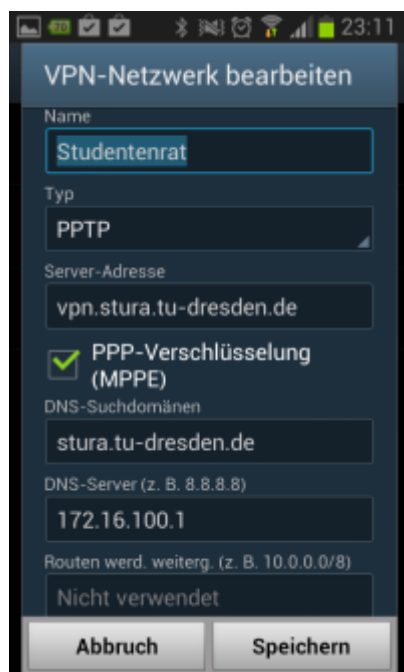 70 23:11
VPN-Netzwerk bearbeiten
Name
Studentenrat
Typ
PPTP
Server-Adresse
vpn.stura.tu-dresden.de
PPP-Verschlüsselung
(MPPE)
DNS-Suchdomänen
stura.tu-dresden.de
DNS-Server (z. B. 8.8.8.8)
172.16.100.1
Routen werd. weiterg. (z. B. 10.0.0.0/8)
Nicht verwendet
Abbruch Speichern